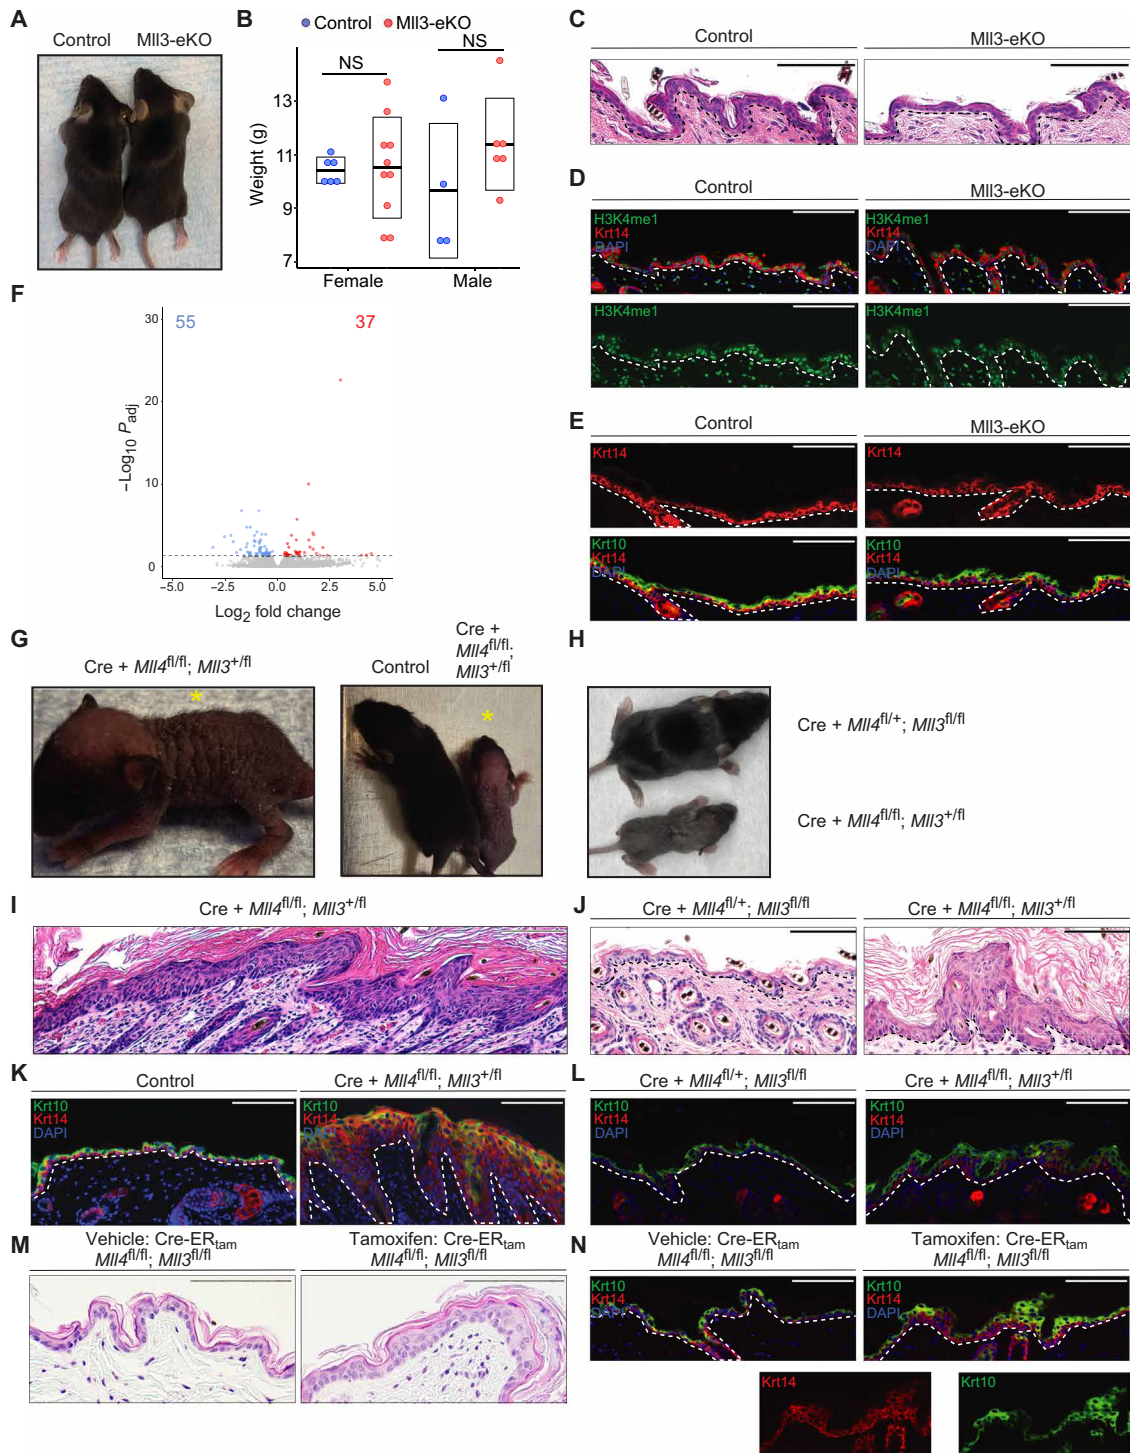 A
Control Mll3-eKO
B
Control Mll3-eKO
NS
NS
13
11
9
7
Weight (g)
Female Male
C
Control Mll3-eKO
D
Control Mll3-eKO
H3K4me1
Krt14
DAPI
H3K4me1
Krt14
DAPI
H3K4me1
H3K4me1
E
Control Mll3-eKO
Krt14
Krt14
Krt10
Krt14
DAPI
Krt10
Krt14
DAPI
F
55 37
30
20
10
0
−Log10 Padj
−5.0 −2.5 0.0 2.5 5.0
Log2 fold change
G
Cre + Mll4fl/fl; Mll3+/fl
*
Control
Cre +
Mll4fl/fl;
Mll3+/fl
*
H
Cre + Mll4fl/+; Mll3fl/fl
Cre + Mll4fl/fl; Mll3+/fl
I
Cre + Mll4fl/fl; Mll3+/fl
J
Cre + Mll4fl/+; Mll3fl/fl
Cre + Mll4fl/fl; Mll3+/fl
K
Control
Cre + Mll4fl/fl; Mll3+/fl
Krt10
Krt14
DAPI
Krt10
Krt14
DAPI
L
Cre + Mll4fl/+; Mll3fl/fl
Cre + Mll4fl/fl; Mll3+/fl
Krt10
Krt14
DAPI
Krt10
Krt14
DAPI
M
Vehicle: Cre-ERtam
Mll4fl/fl; Mll3fl/fl
Tamoxifen: Cre-ERtam
Mll4fl/fl; Mll3fl/fl
N
Vehicle: Cre-ERtam
Mll4fl/fl; Mll3fl/fl
Tamoxifen: Cre-ERtam
Mll4fl/fl; Mll3fl/fl
Krt10
Krt14
DAPI
Krt10
Krt14
DAPI
Krt14
Krt10